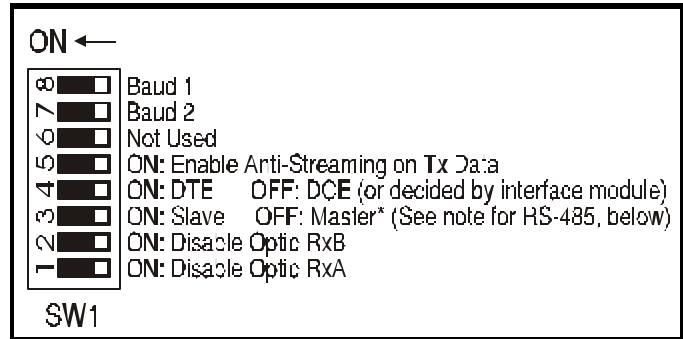 ON ←
8 Baud 1
7 Baud 2
6 Not Used
5 ON: Enable Anti-Streaming on Tx Data
4 ON: DTE OFF: DCE (or decided by interface module)
3 ON: Slave OFF: Master* (See note for RS-485, below)
2 ON: Disable Optic RxB
1 ON: Disable Optic RxA
SW1